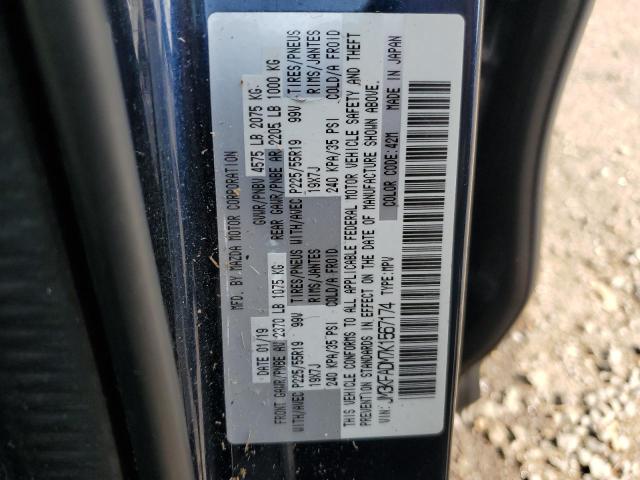 MFD. BY MAZDA MOTOR CORPORATION
DATE 01/19 GVWR/PNBV 4575 LB 2075 KG
FRONT GAWR/PNBE AV 2370 LB 1075 KG REAR GAWR/PNBE AR 2205 LB 1000 KG
WITH/AVEC P225/55R19 99V TIRES/PNEUS WITH/AVEC P225/55R19 99V TIRES/PNEUS
19X7J RIMS/JANTES 19X7J RIMS/JANTES
240 KPA/35 PSI COLD/A FROID 240 KPA/35 PSI COLD/A FROID
THIS VEHICLE CONFORMS TO ALL APPLICABLE FEDERAL MOTOR VEHICLE SAFETY AND THEFT
PREVENTION STANDARDS IN EFFECT ON THE DATE OF MANUFACTURE SHOWN ABOVE.
VIN: JM3KFADM7K1567174 TYPE: MPV COLOR CODE: 42M MADE IN JAPAN